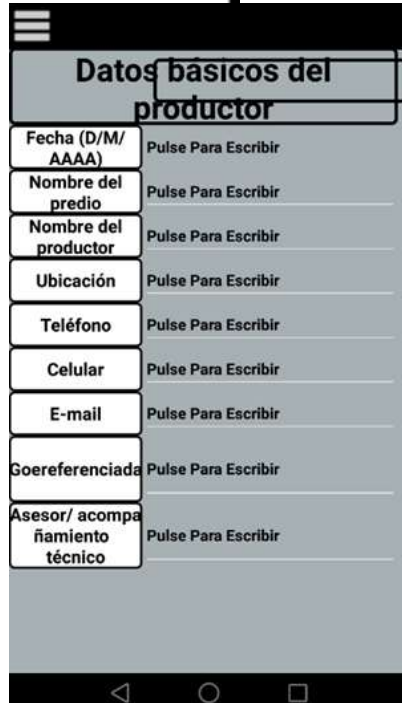 Datos básicos del
productor
Fecha (D/M/
AAAA)
Pulse Para Escribir
Nombre del
predio
Pulse Para Escribir
Nombre del
productor
Pulse Para Escribir
Ubicación
Pulse Para Escribir
Teléfono
Pulse Para Escribir
Celular
Pulse Para Escribir
E-mail
Pulse Para Escribir
Goereferenciada
Pulse Para Escribir
Asesor/ acompa
ñamiento
técnico
Pulse Para Escribir